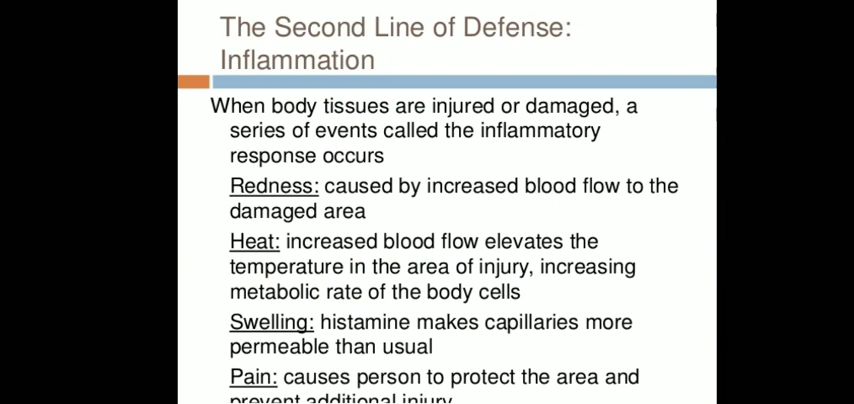 The Second Line of Defense:
Inflammation
When body tissues are injured or damaged, a
series of events called the inflammatory
response occurs
Redness: caused by increased blood flow to the
damaged area
Heat: increased blood flow elevates the
temperature in the area of injury, increasing
metabolic rate of the body cells
Swelling: histamine makes capillaries more
permeable than usual
Pain: causes person to protect the area and
prevent additional injury